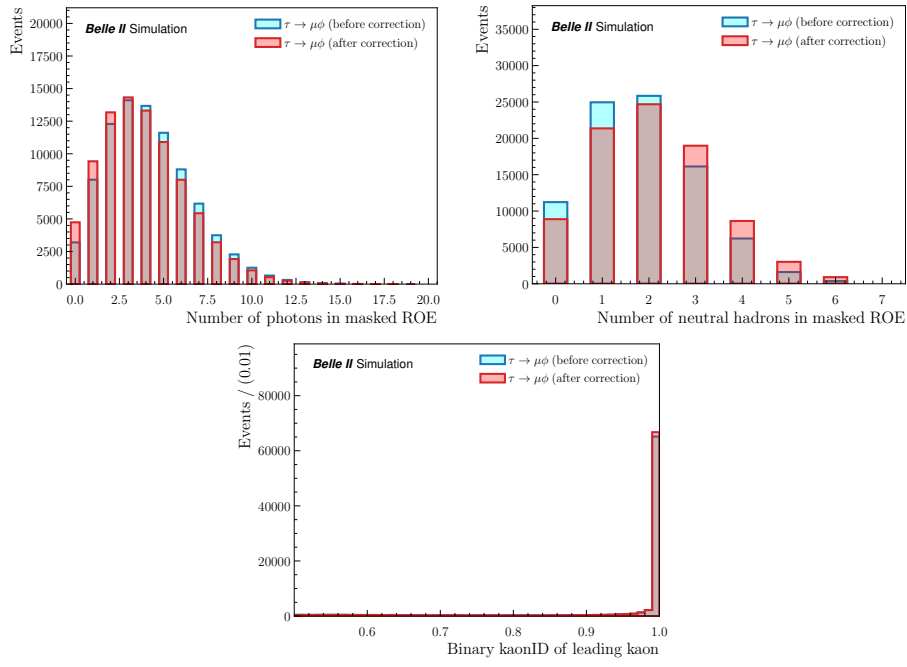 Events
20000
17500
15000
12500
10000
7500
5000
2500
0
Belle II Simulation
τ → μϕ (before correction)
τ → μϕ (after correction)
0.0 2.5 5.0 7.5 10.0 12.5 15.0 17.5 20.0
Number of photons in masked ROE
Events
35000
30000
25000
20000
15000
10000
5000
0
Belle II Simulation
τ → μϕ (before correction)
τ → μϕ (after correction)
0 1 2 3 4 5 6 7
Number of neutral hadrons in masked ROE
Events / (0.01)
80000
60000
40000
20000
0
Belle II Simulation
τ → μϕ (before correction)
τ → μϕ (after correction)
0.6 0.7 0.8 0.9 1.0
Binary kaonID of leading kaon